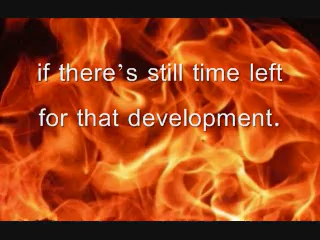 if there’s still time left
for that development.